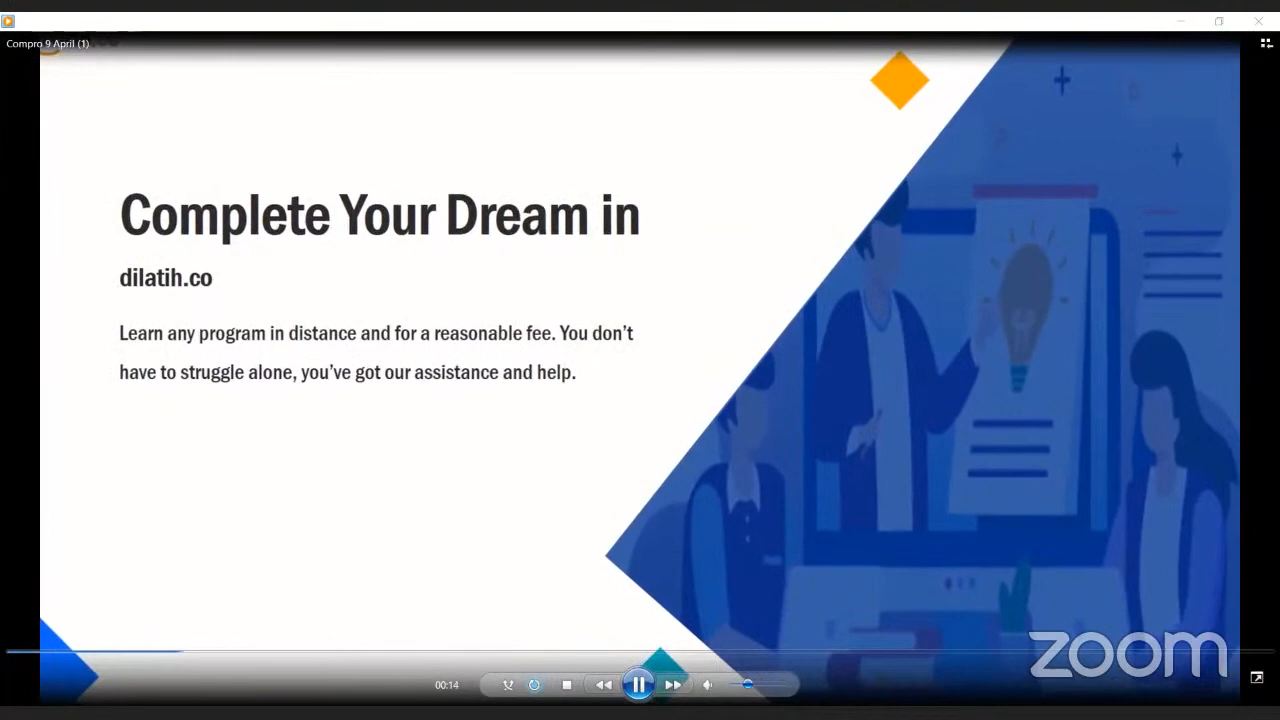 Compro 9 April (1)
Complete Your Dream in
dilatih.co
Learn any program in distance and for a reasonable fee. You don't
have to struggle alone, you've got our assistance and help.
zoom
00:14